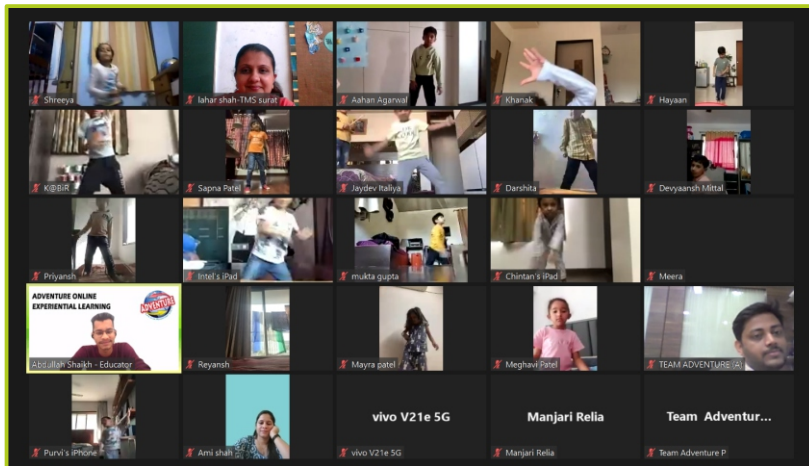 Shreeya
lahar shah-TMS surat
Aahan Agarwal
Khanak
Hayaan
K@BiR
Sapna Patel
Jaydev Italiya
Darshita
Devyaansh Mittal
Priyansh
Intel's iPad
mukta gupta
Chintan's iPad
Meera
ADVENTURE ONLINE
EXPERIENTIAL LEARNING
ADVENTURE
Abdullah Shaikh - Educator
Reyansh
Mayra patel
Meghavi Patel
TEAM ADVENTURE (A)
Purvi's iPhone
Ami shah
vivo V21e 5G
vivo V21e 5G
Manjari Relia
Manjari Relia
Team Adventur...
Team Adventure P